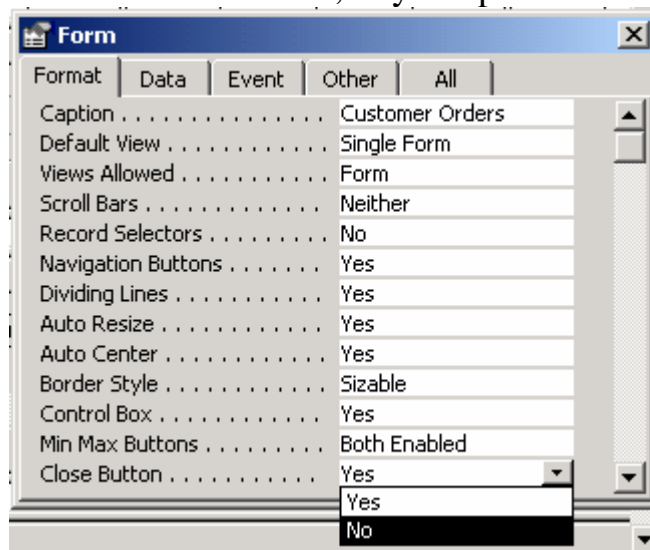 Form
Format Data Event Other All
Caption . . . . . . . . . . . . . . . . Customer Orders
Default View . . . . . . . . . . . . Single Form
Views Allowed . . . . . . . . . . . Form
Scroll Bars . . . . . . . . . . . . . Neither
Record Selectors . . . . . . . . . No
Navigation Buttons . . . . . . . Yes
Dividing Lines . . . . . . . . . . . . Yes
Auto Resize . . . . . . . . . . . . . Yes
Auto Center . . . . . . . . . . . . . Yes
Border Style . . . . . . . . . . . . . Sizable
Control Box . . . . . . . . . . . . . Yes
Min Max Buttons . . . . . . . . . Both Enabled
Close Button . . . . . . . . . . . Yes
Yes
No